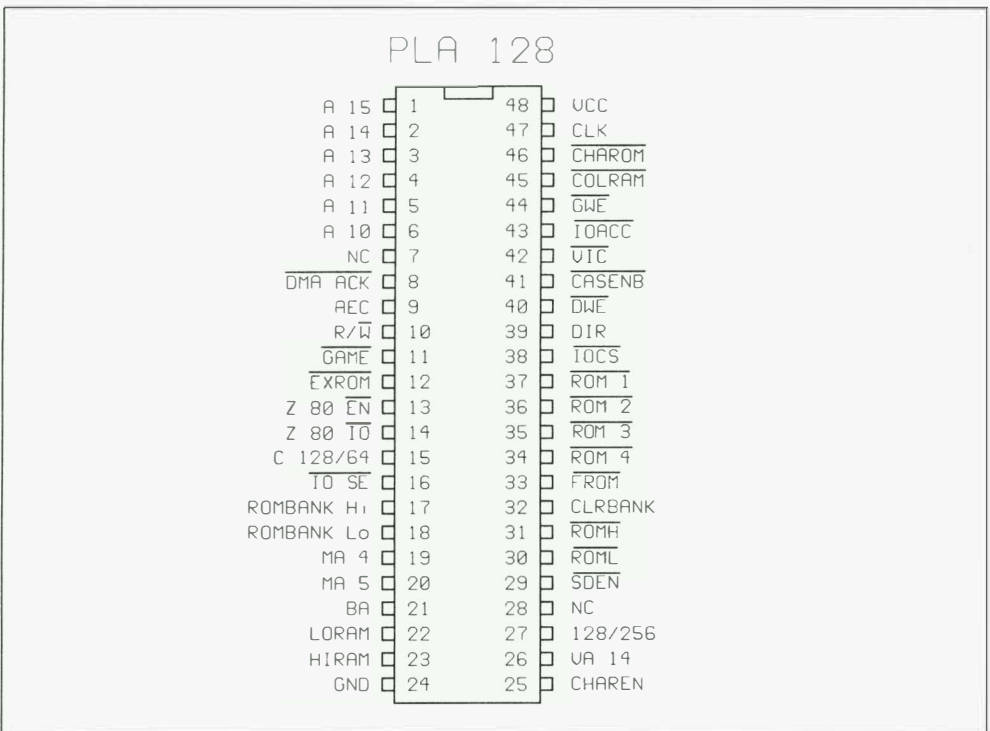 PLA 128
A 15 1 48 VCC
A 14 2 47 CLK
A 13 3 46 CHAROM
A 12 4 45 COLRAM
A 11 5 44 GWE
A 10 6 43 IOACC
NC 7 42 VIC
DMA ACK 8 41 CASENB
AEC 9 40 DWE
R/W 10 39 DIR
GAME 11 38 IOCS
EXROM 12 37 ROM 1
Z 80 EN 13 36 ROM 2
Z 80 IO 14 35 ROM 3
C 128/64 15 34 ROM 4
IO SE 16 33 FROM
ROMBANK Hi 17 32 CLRBANK
ROMBANK Lo 18 31 ROMH
MA 4 19 30 ROML
MA 5 20 29 SDEN
BA 21 28 NC
LORAM 22 27 128/256
HIRAM 23 26 VA 14
GND 24 25 CHAREN